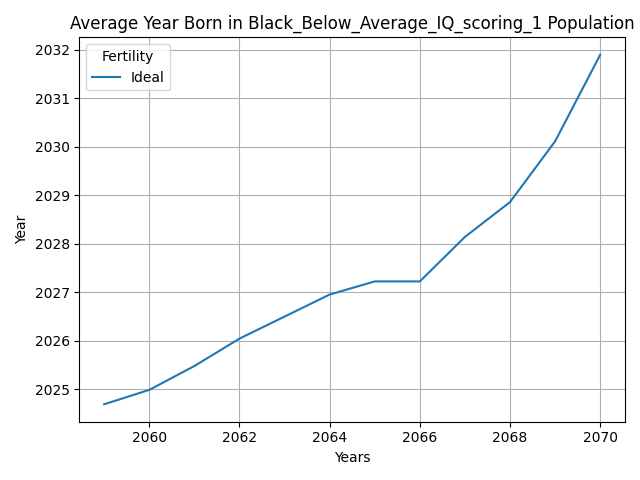 Average Year Born in Black_Below_Average_IQ_scoring_1 Population
Fertility
Ideal
Year
2032
2031
2030
2029
2028
2027
2026
2025
2060 2062 2064 2066 2068 2070
Years